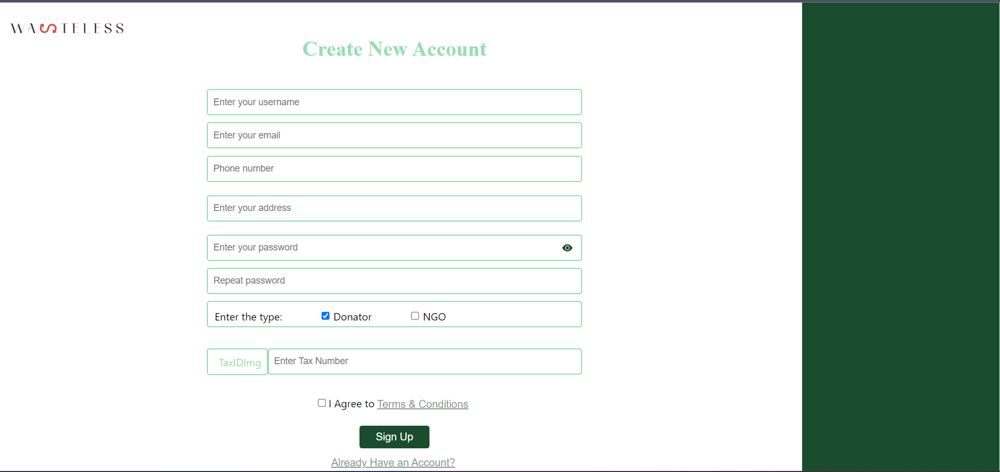 WASTELESS
Create New Account
Enter your username
Enter your email
Phone number
Enter your address
Enter your password
Repeat password
Enter the type: Donator NGO
TaxIDImg Enter Tax Number
I Agree to Terms & Conditions
Sign Up
Already Have an Account?